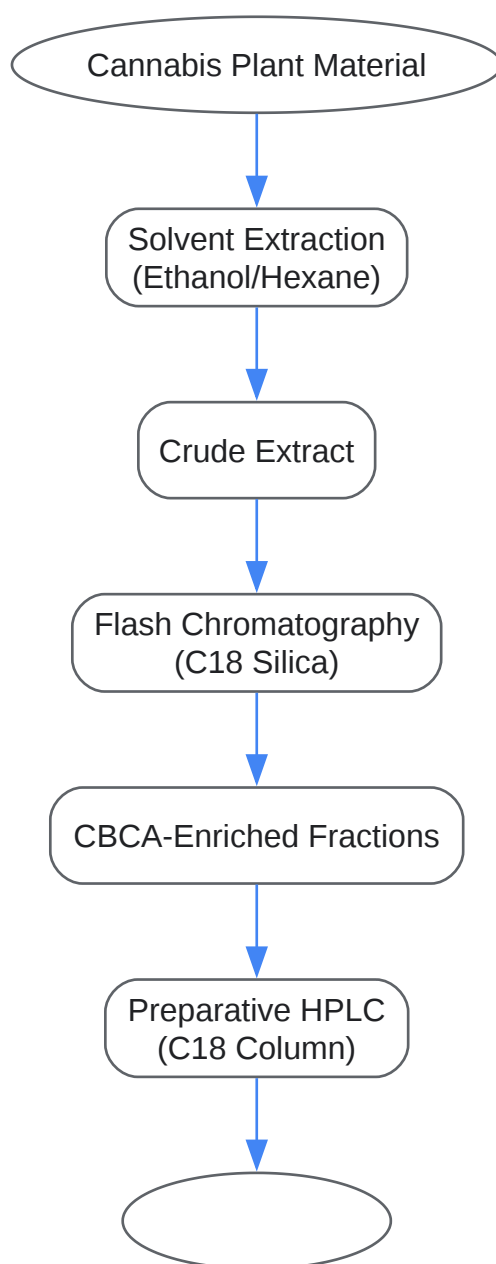 Cannabis Plant Material
Solvent Extraction
(Ethanol/Hexane)
Crude Extract
Flash Chromatography
(C18 Silica)
CBCA-Enriched Fractions
Preparative HPLC
(C18 Column)